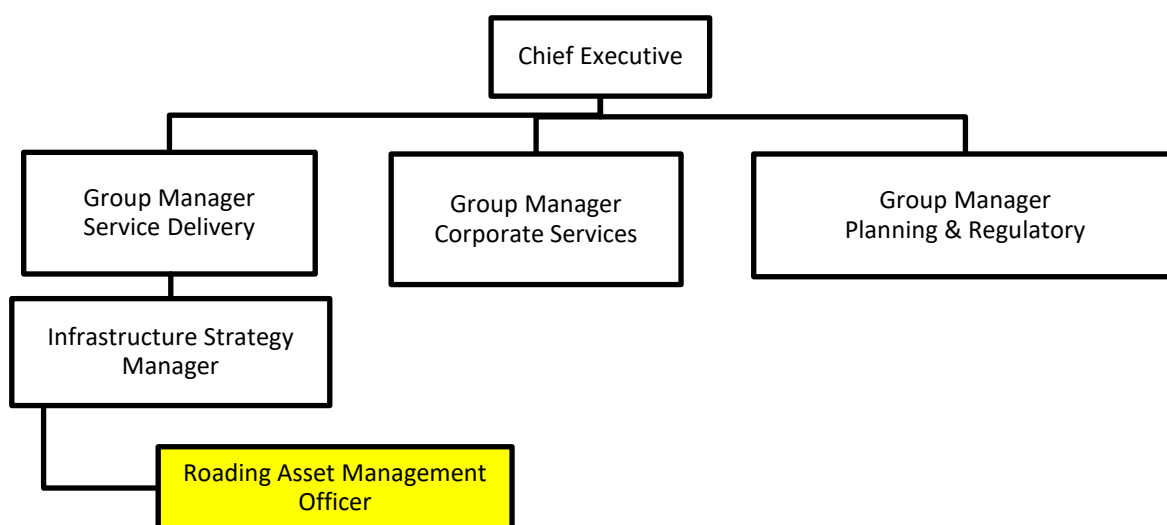 Chief Executive
Group Manager
Service Delivery
Group Manager
Corporate Services
Group Manager
Planning & Regulatory
Infrastructure Strategy
Manager
Roading Asset Management
Officer